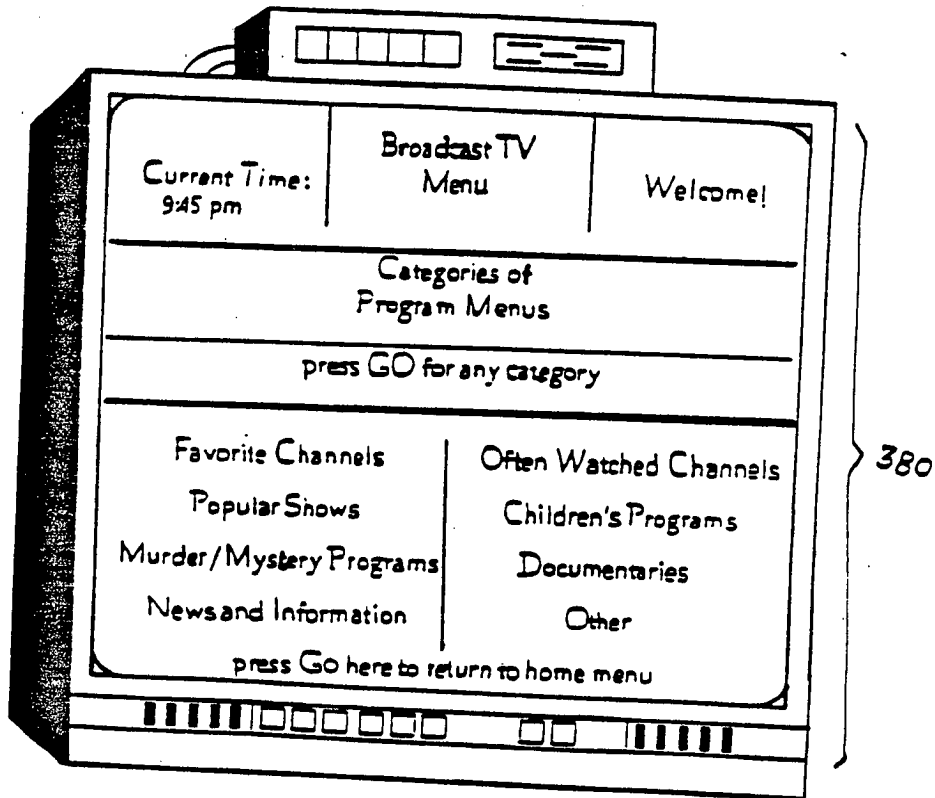 Current Time:
9:45 pm
Broadcast TV
Menu
Welcome!
Categories of
Program Menus
press GO for any category
Favorite Channels
Popular Shows
Murder/Mystery Programs
News and Information
Often Watched Channels
Children's Programs
Documentaries
Other
press Go here to return to home menu
380